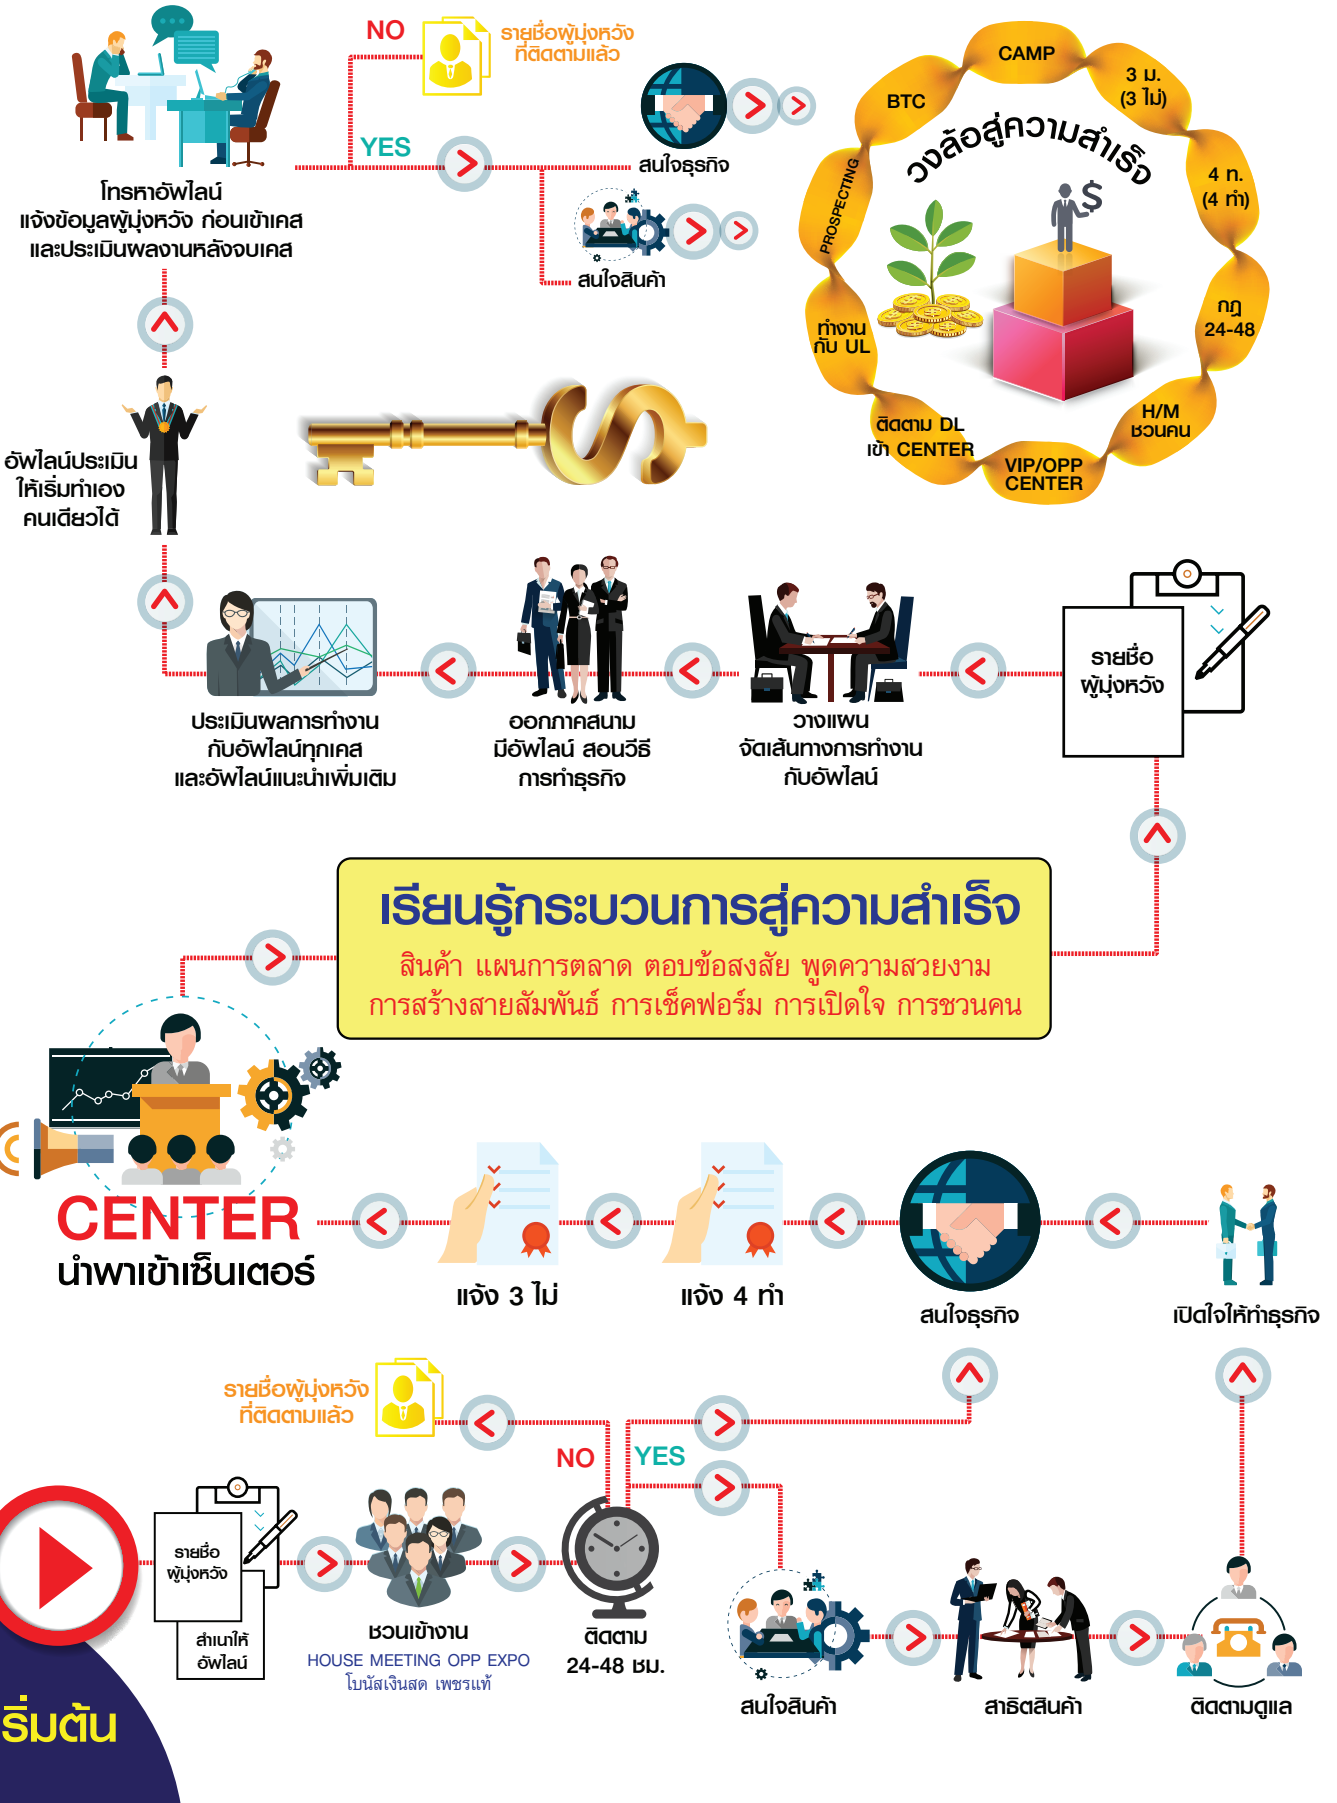 NO
รายชื่อผู้มุ่งหวัง
ที่ติดตามแล้ว
YES
สนใจธุรกิจ
สนใจสินค้า
โทรหาอัพไลน์
แจ้งข้อมูลผู้มุ่งหวัง ก่อนเข้าเคส
และประเมินผลงานหลังจบเคส
วงล้อสู่ความสำเร็จ
CAMP
3 ม.
(3 ไม่)
4 ท.
(4 ทำ)
กฎ
24-48
H/M
ชวนคน
VIP/OPP
CENTER
ติดตาม DL
เข้า CENTER
ทำงาน
กับ UL
PROSPECTING
BTC
อัพไลน์ประเมิน
ให้เริ่มทำเอง
คนเดียวได้
ประเมินผลการทำงาน
กับอัพไลน์ทุกเคส
และอัพไลน์แนะนำเพิ่มเติม
ออกภาคสนาม
มีอัพไลน์ สอนวีธี
การทำธุรกิจ
วางแผน
จัดเส้นทางการทำงาน
กับอัพไลน์
รายชื่อ
ผู้มุ่งหวัง
เรียนรู้กระบวนการสู่ความสำเร็จ
สินค้า แผนการตลาด ตอบข้อสงสัย พูดความสวยงาม
การสร้างสายสัมพันธ์ การเช็คฟอร์ม การเปิดใจ การชวนคน
CENTER
นำพาเข้าเซ็นเตอร์
แจ้ง 3 ไม่
แจ้ง 4 ทำ
สนใจธุรกิจ
เปิดใจให้ทำธุรกิจ
รายชื่อผู้มุ่งหวัง
ที่ติดตามแล้ว
NO
YES
รายชื่อ
ผู้มุ่งหวัง
สำเนาให้
อัพไลน์
ชวนเข้างาน
HOUSE MEETING OPP EXPO
โบนัสเงินสด เพชรแท้
ติดตาม
24-48 ชม.
สนใจสินค้า
สาธิตสินค้า
ติดตามดูแล
ริ่มต้น